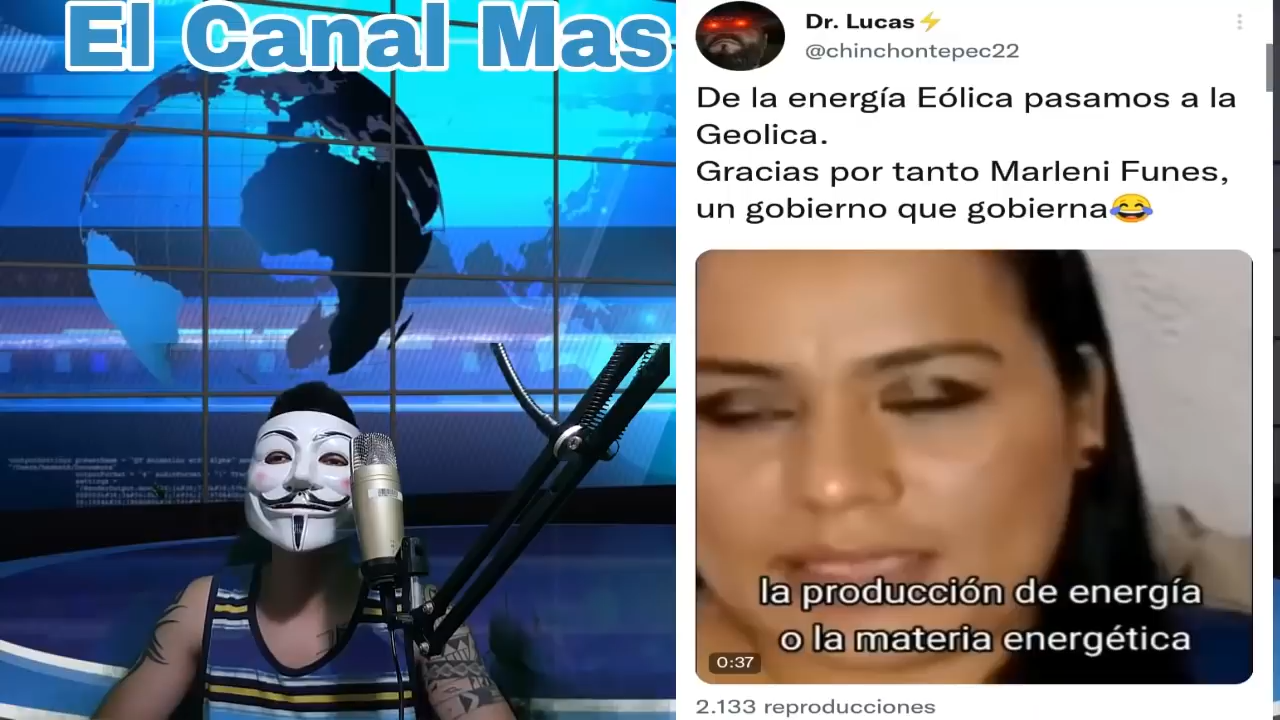 El Canal Mas
Dr. Lucas⚡
@chinchontepec22
De la energía Eólica pasamos a la
Geolica.
Gracias por tanto Marleni Funes,
un gobierno que gobierna😂
la producción de energía
o la materia energética
0:37
2.133 reproducciones